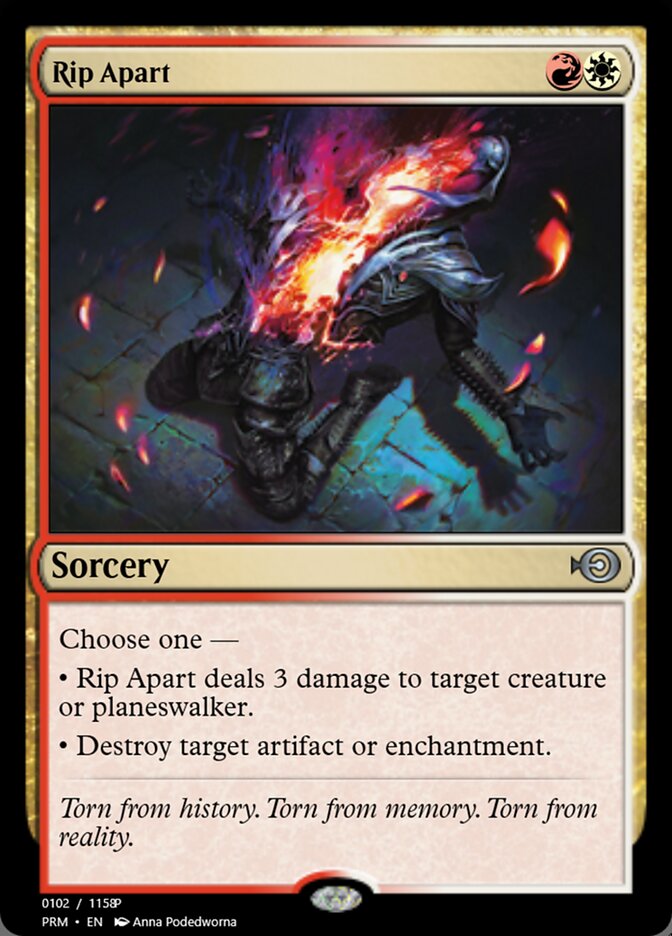 Rip Apart
Sorcery
Choose one —
• Rip Apart deals 3 damage to target creature
or planeswalker.
• Destroy target artifact or enchantment.
Torn from history. Torn from memory. Torn from
reality.
0102 / 1158P
PRM • EN Anna Podedworna